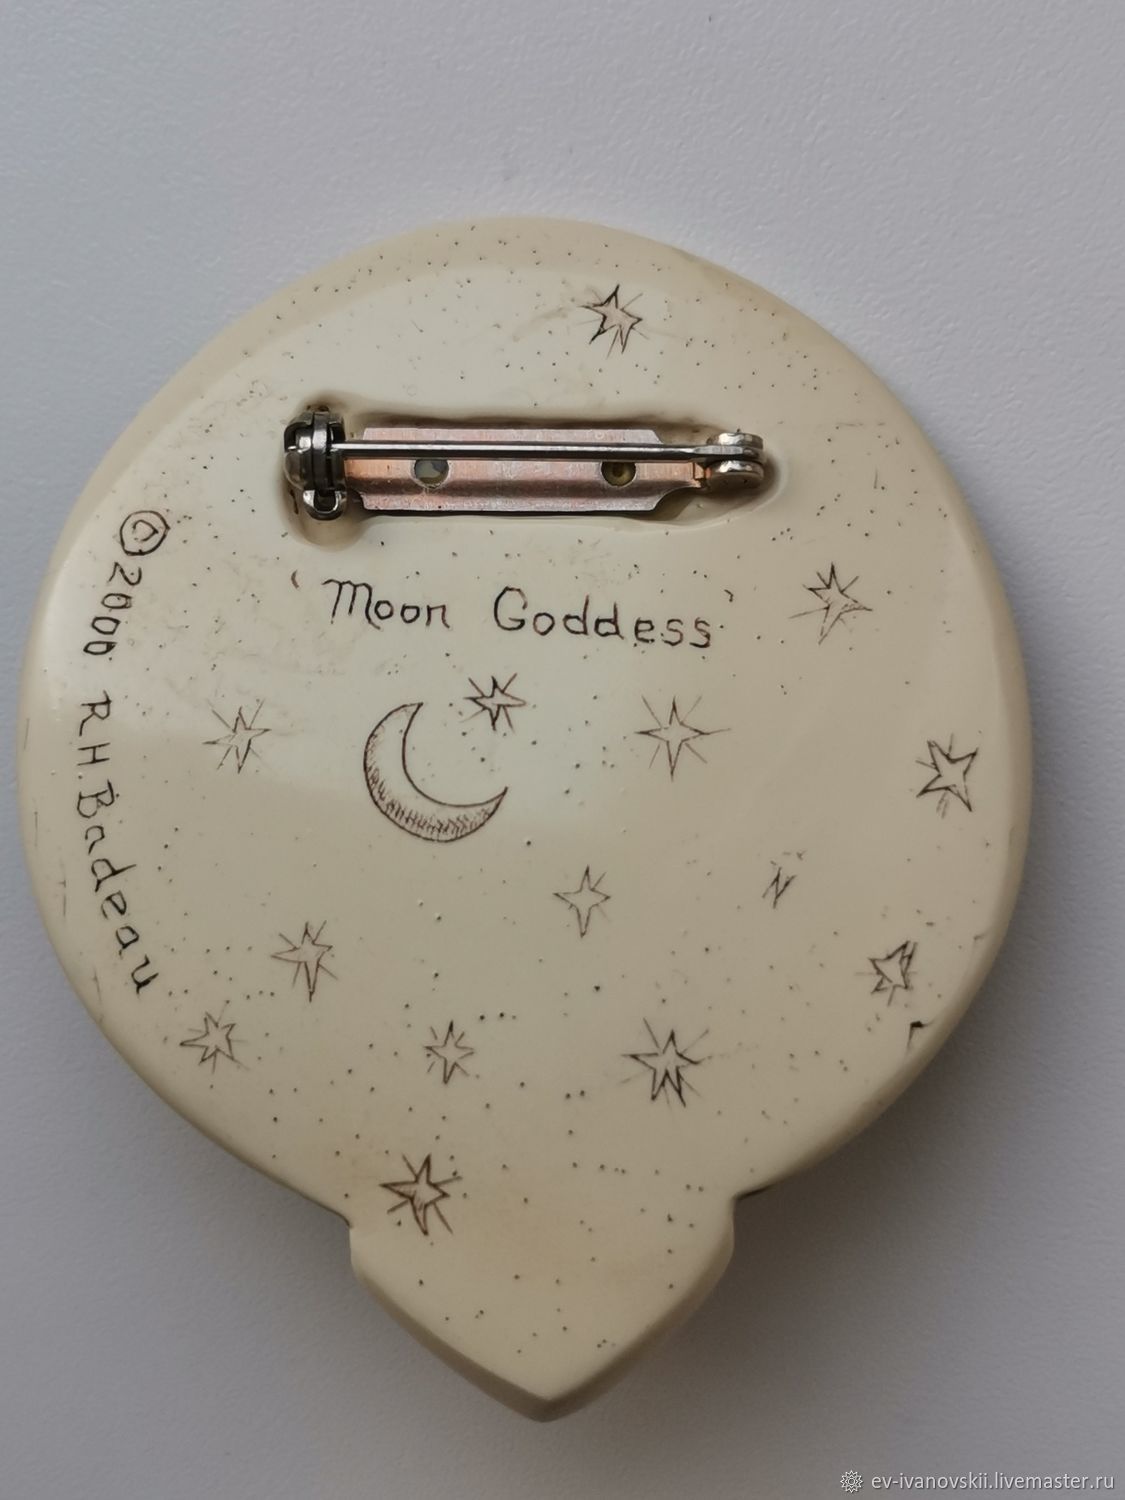 'Moon Goddess'
©2000 R.H.Badeau
ev-ivanovskii.livemaster.ru